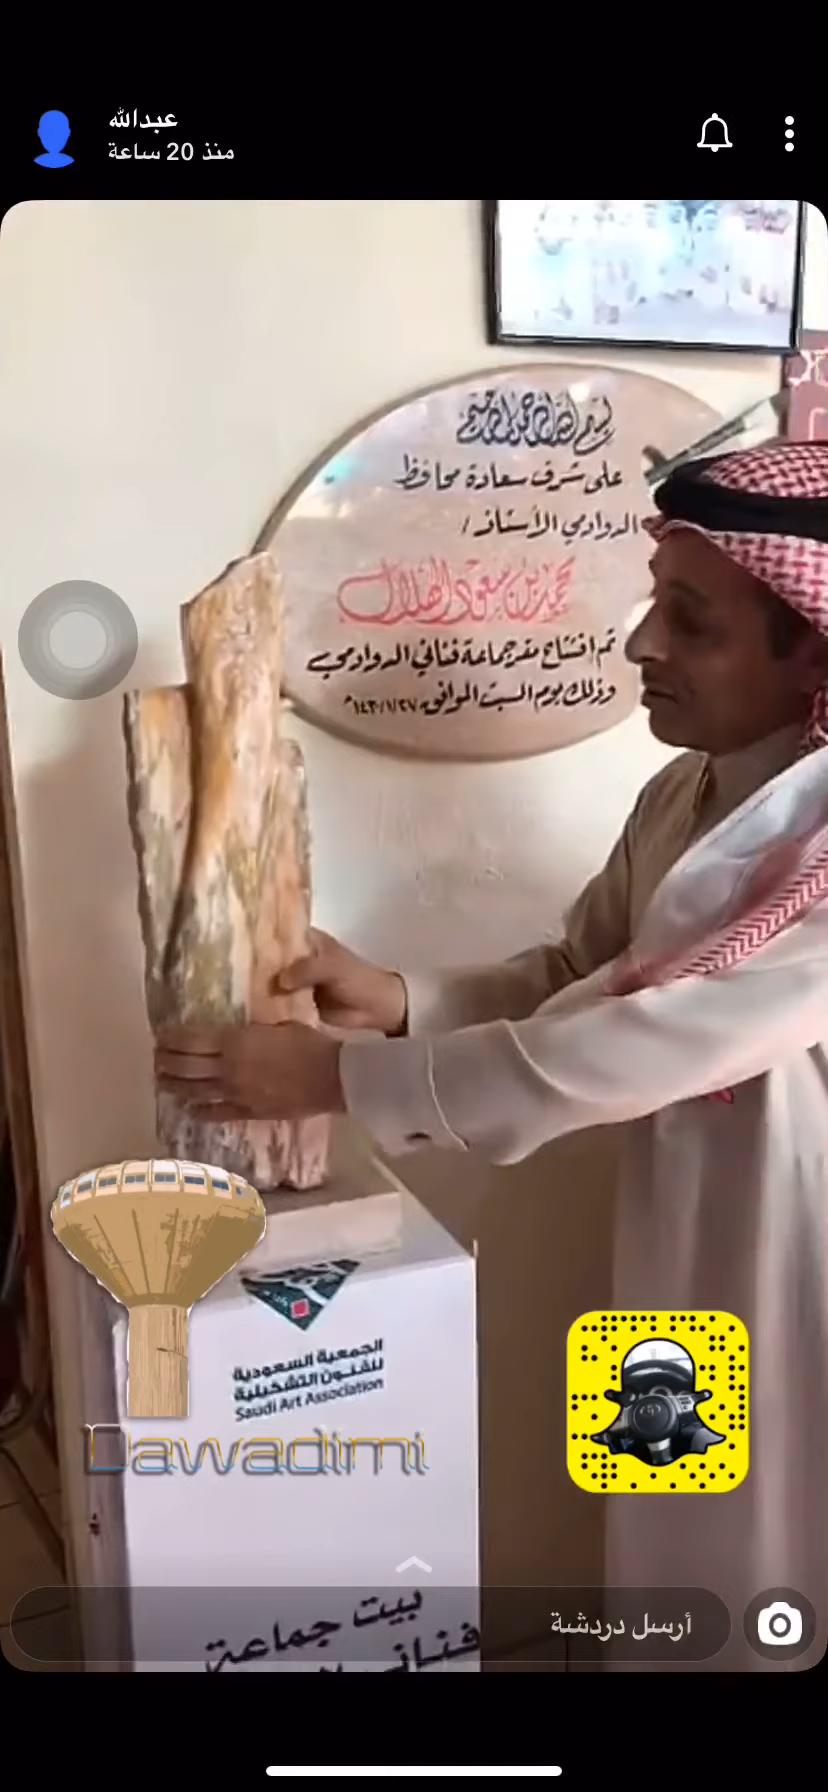 عبدالله
منذ 20 ساعة
بسم الله الرحمن الرحيم
على شرف سعادة محافظ
الدوادمي الأستاذ /
محمد بن سعود الهلال
تم افتتاح مقر جماعة فناني الدوادمي
وذلك يوم السبت الموافق ١٤٣٠/١/٢٧ه
الجمعية السعودية
للفنون التشكيلية
Saudi Art Association
Dawadimi
بيت جماعة
فناني
أرسل دردشة